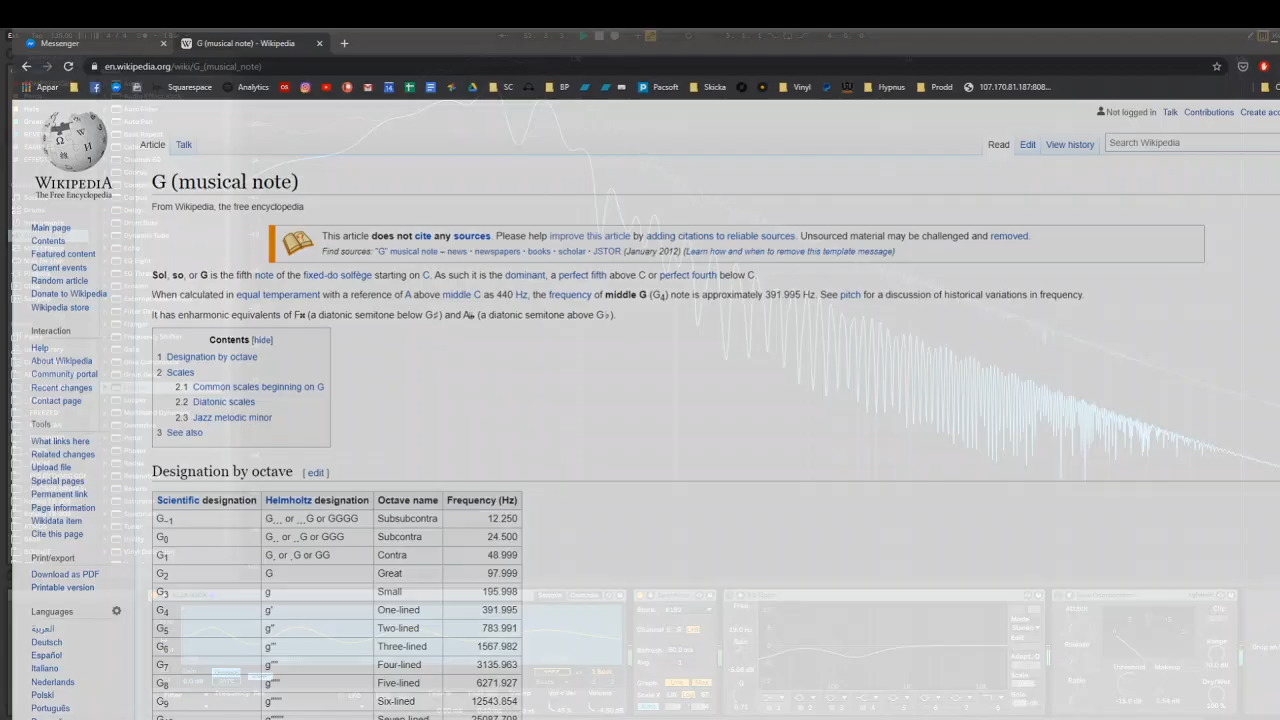 Messenger
G (musical note) - Wikipedia
en.wikipedia.org/wiki/G_(musical_note)
Appar
Squarespace
Analytics
SC
BP
Pacsoft
Skicka
Vinyl
Hypnus
Prodd
107.170.81.187:808...
Not logged in Talk Contributions Create acc
Article Talk
Read Edit View history
Search Wikipedia
WIKIPEDIA
The Free Encyclopedia
G (musical note)
From Wikipedia, the free encyclopedia
This article does not cite any sources. Please help improve this article by adding citations to reliable sources. Unsourced material may be challenged and removed.
Find sources: "G" musical note – news · newspapers · books · scholar · JSTOR (January 2012) (Learn how and when to remove this template message)
Sol, so, or G is the fifth note of the fixed-do solfège starting on C. As such it is the dominant, a perfect fifth above C or perfect fourth below C.
When calculated in equal temperament with a reference of A above middle C as 440 Hz, the frequency of middle G (G4) note is approximately 391.995 Hz. See pitch for a discussion of historical variations in frequency.
It has enharmonic equivalents of F𝄪 (a diatonic semitone below G♯) and A𝄫 (a diatonic semitone above G♭).
Main page
Contents
Featured content
Current events
Random article
Donate to Wikipedia
Wikipedia store
Interaction
Help
About Wikipedia
Community portal
Recent changes
Contact page
Tools
What links here
Related changes
Upload file
Special pages
Permanent link
Page information
Wikidata item
Cite this page
Print/export
Download as PDF
Printable version
Languages
العربية
Deutsch
Español
Italiano
Nederlands
Polski
Português
Contents [hide]
1 Designation by octave
2 Scales
2.1 Common scales beginning on G
2.2 Diatonic scales
2.3 Jazz melodic minor
3 See also
Designation by octave [ edit ]
Scientific designation Helmholtz designation Octave name Frequency (Hz)
G−1 G͵͵͵ or ͵͵͵G or GGGG Subsubcontra 12.250
G0 G͵͵ or ͵͵G or GGG Subcontra 24.500
G1 G͵ or ͵G or GG Contra 48.999
G2 G Great 97.999
G3 g Small 195.998
G4 g′ One-lined 391.995
G5 g′′ Two-lined 783.991
G6 g′′′ Three-lined 1567.982
G7 g′′′′ Four-lined 3135.963
G8 g′′′′′ Five-lined 6271.927
G9 g′′′′′′ Six-lined 12543.854
Seven-lined 25087.708